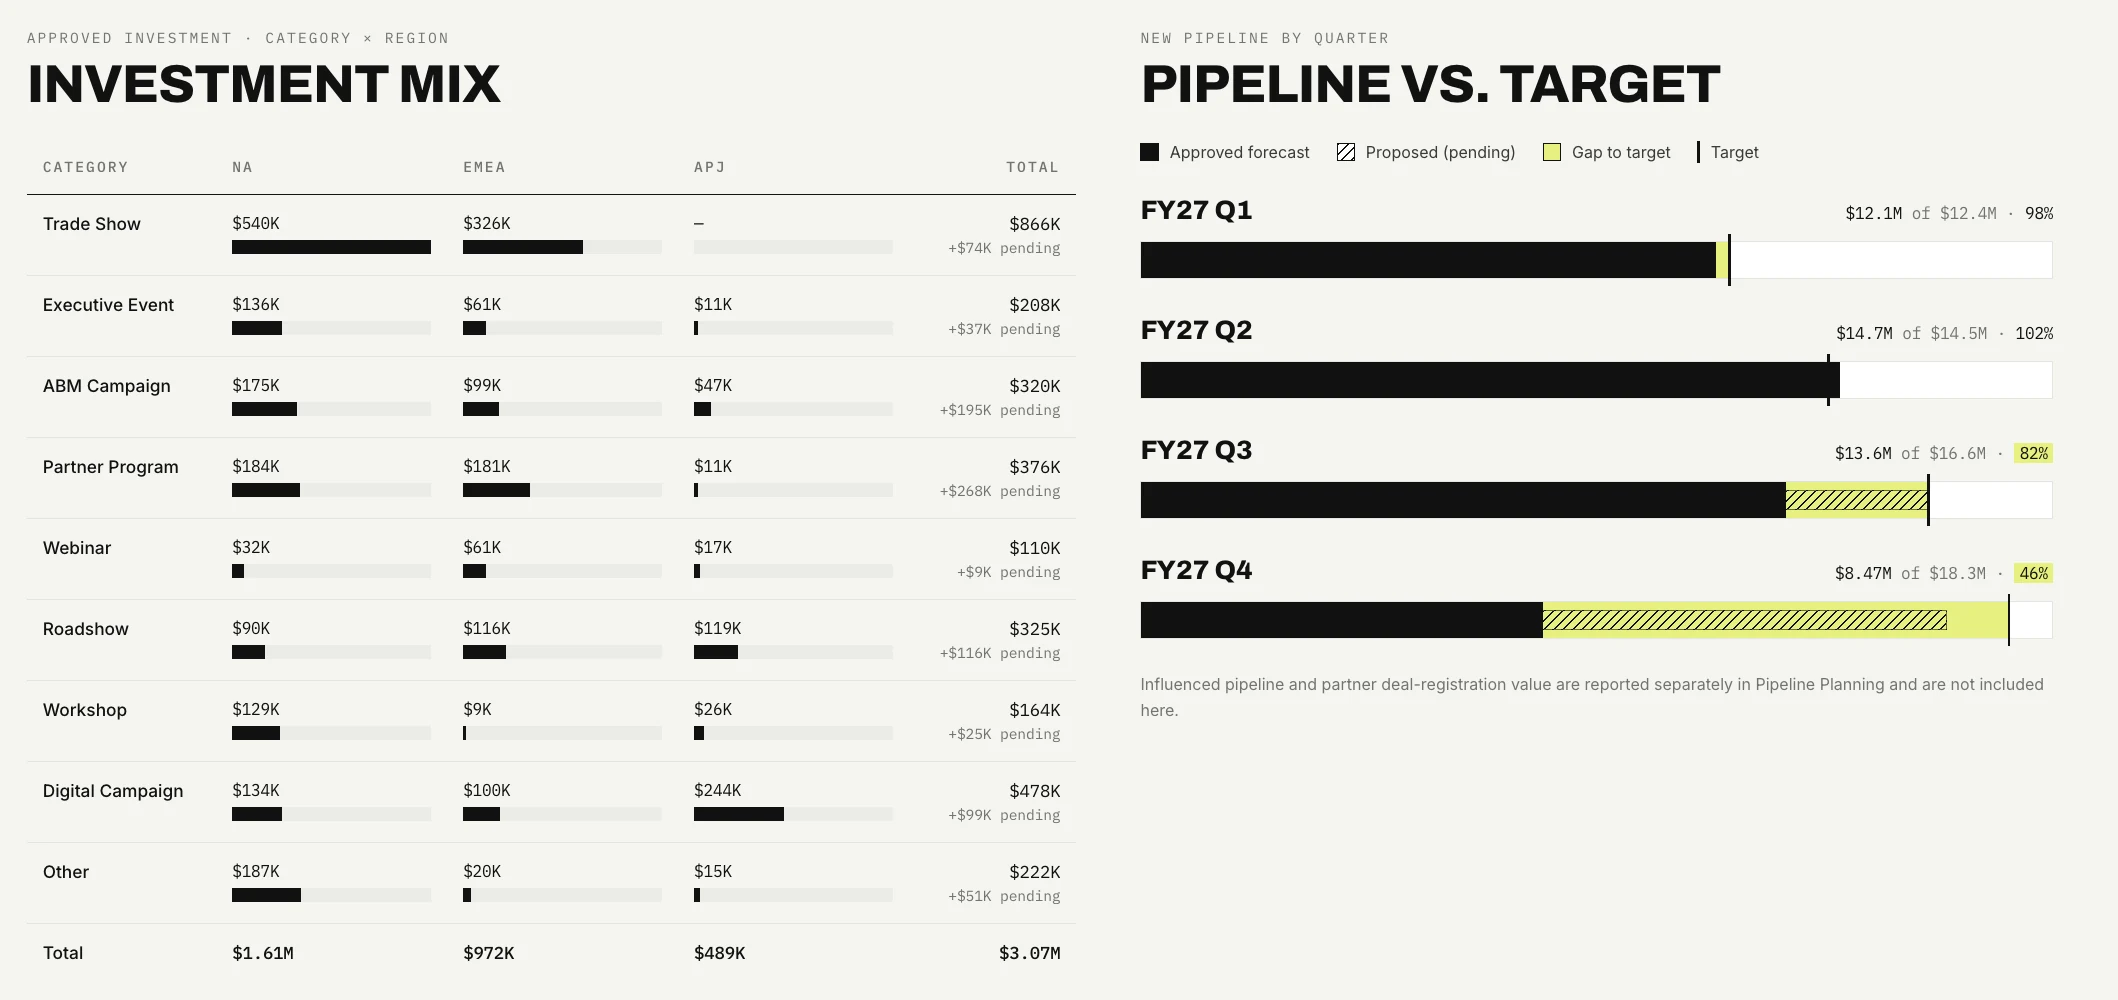 APPROVED INVESTMENT · CATEGORY × REGION
INVESTMENT MIX
CATEGORY NA EMEA APJ TOTAL
Trade Show $540K $326K — $866K
+$74K pending
Executive Event $136K $61K $11K $208K
+$37K pending
ABM Campaign $175K $99K $47K $320K
+$195K pending
Partner Program $184K $181K $11K $376K
+$268K pending
Webinar $32K $61K $17K $110K
+$9K pending
Roadshow $90K $116K $119K $325K
+$116K pending
Workshop $129K $9K $26K $164K
+$25K pending
Digital Campaign $134K $100K $244K $478K
+$99K pending
Other $187K $20K $15K $222K
+$51K pending
Total $1.61M $972K $489K $3.07M
NEW PIPELINE BY QUARTER
PIPELINE VS. TARGET
Approved forecast Proposed (pending) Gap to target Target
FY27 Q1 $12.1M of $12.4M · 98%
FY27 Q2 $14.7M of $14.5M · 102%
FY27 Q3 $13.6M of $16.6M · 82%
FY27 Q4 $8.47M of $18.3M · 46%
Influenced pipeline and partner deal-registration value are reported separately in Pipeline Planning and are not included
here.